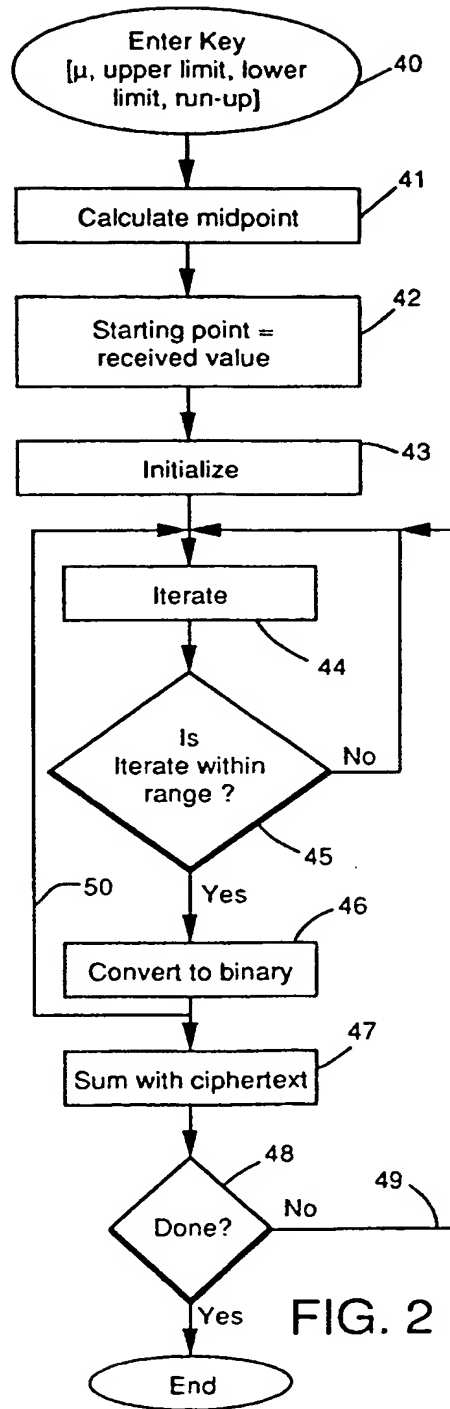 Enter Key
[μ, upper limit, lower
limit, run-up]
40
41
Calculate midpoint
42
Starting point =
received value
43
Initialize
Iterate
44
Is
Iterate within
range ?
No
45
50
Yes
46
Convert to binary
47
Sum with ciphertext
48
No
49
Done?
Yes
FIG. 2
End